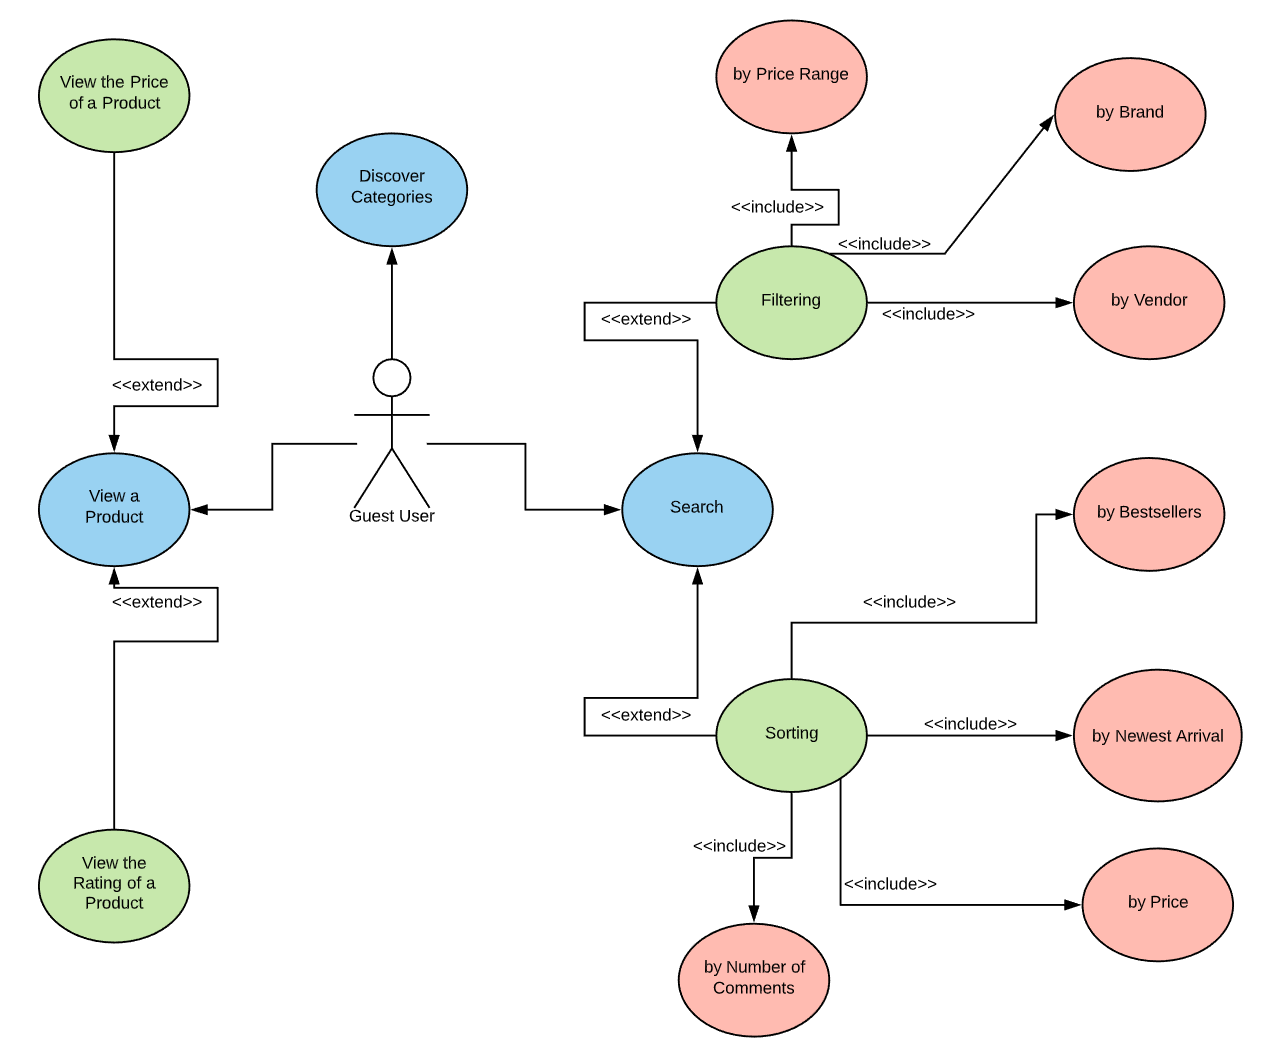 View the Price
of a Product
Discover
Categories
by Price Range
by Brand
<<include>>
<<include>>
Filtering
by Vendor
<<include>>
<<extend>>
<<extend>>
View a
Product
Guest User
Search
by Bestsellers
<<extend>>
<<include>>
<<extend>>
Sorting
<<include>>
by Newest Arrival
<<include>>
<<include>>
by Price
View the
Rating of a
Product
by Number of
Comments